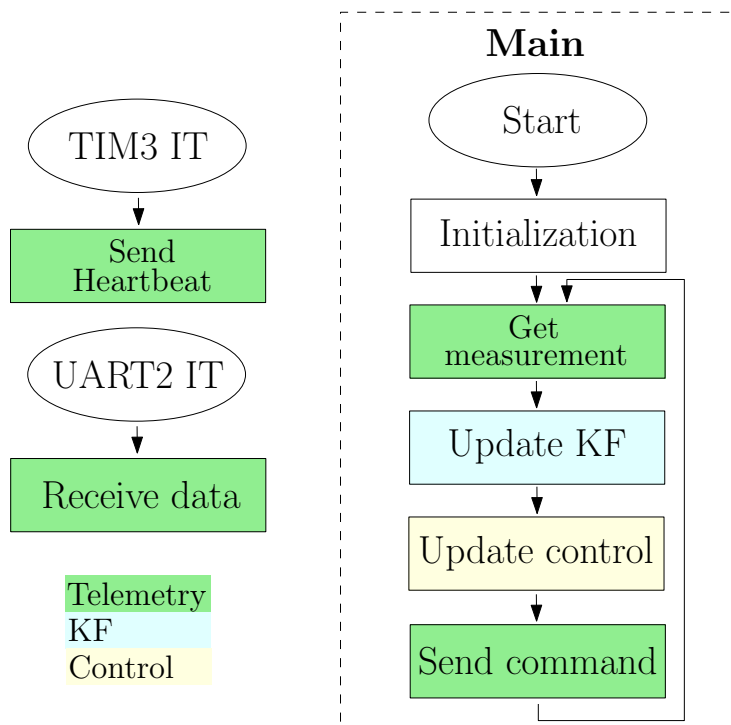 TIM3 IT
Send
Heartbeat
UART2 IT
Receive data
Telemetry
KF
Control
Main
Start
Initialization
Get
measurement
Update KF
Update control
Send command